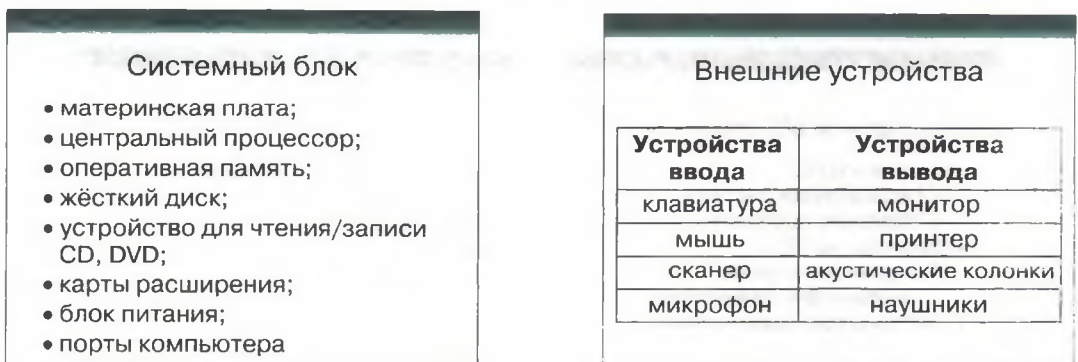 Системный блок
• материнская плата;
• центральный процессор;
• оперативная память;
• жёсткий диск;
• устройство для чтения/записи
CD, DVD;
• карты расширения;
• блок питания;
• порты компьютера
Внешние устройства
Устройства ввода | Устройства вывода
клавиатура | монитор
мышь | принтер
сканер | акустические колонки
микрофон | наушники